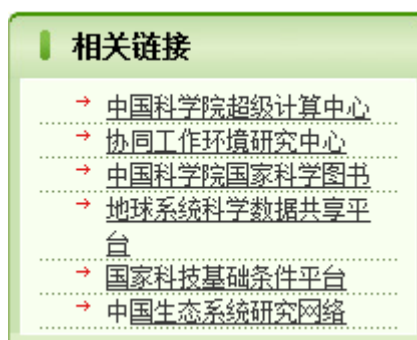 相关链接
中国科学院超级计算中心
协同工作环境研究中心
中国科学院国家科学图书
地球系统科学数据共享平
台
国家科技基础条件平台
中国生态系统研究网络